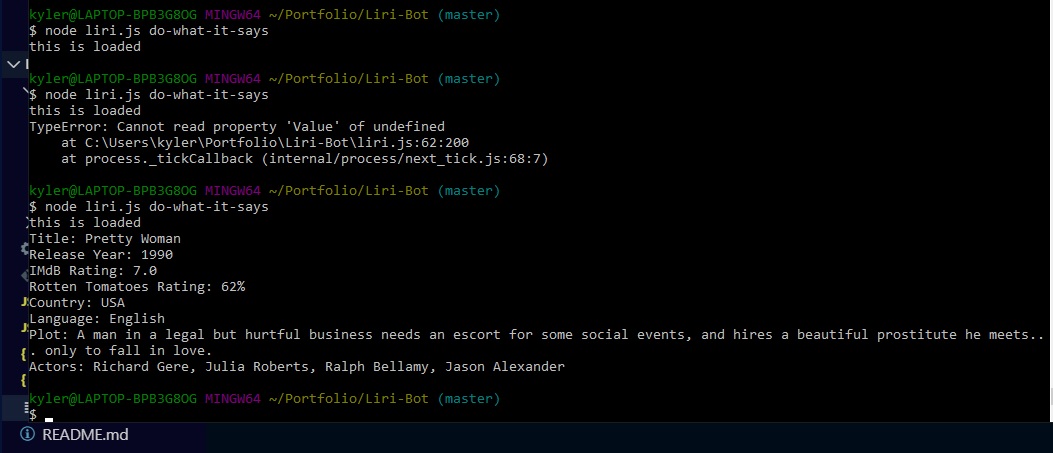 kyler@LAPTOP-BPB3G8OG MINGW64 ~/Portfolio/Liri-Bot (master)
$ node liri.js do-what-it-says
this is loaded
kyler@LAPTOP-BPB3G8OG MINGW64 ~/Portfolio/Liri-Bot (master)
$ node liri.js do-what-it-says
this is loaded
TypeError: Cannot read property 'Value' of undefined
    at C:\Users\kyler\Portfolio\Liri-Bot\liri.js:62:200
    at process._tickCallback (internal/process/next_tick.js:68:7)
kyler@LAPTOP-BPB3G8OG MINGW64 ~/Portfolio/Liri-Bot (master)
$ node liri.js do-what-it-says
this is loaded
Title: Pretty Woman
Release Year: 1990
IMdB Rating: 7.0
Rotten Tomatoes Rating: 62%
Country: USA
Language: English
Plot: A man in a legal but hurtful business needs an escort for some social events, and hires a beautiful prostitute he meets..
. only to fall in love.
Actors: Richard Gere, Julia Roberts, Ralph Bellamy, Jason Alexander
kyler@LAPTOP-BPB3G8OG MINGW64 ~/Portfolio/Liri-Bot (master)
$
README.md